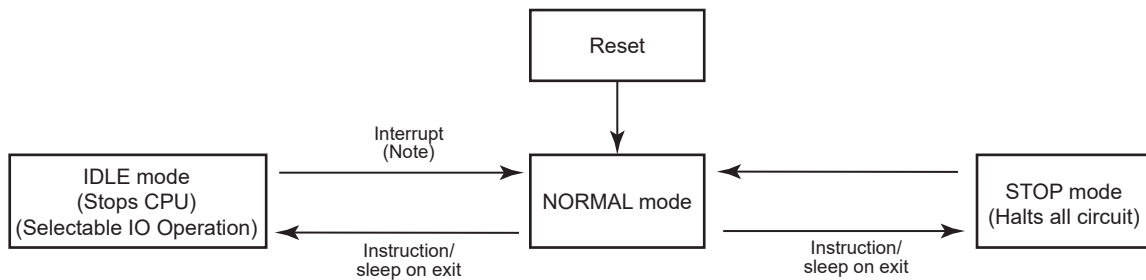 Reset
Interrupt
(Note)
IDLE mode
(Stops CPU)
(Selectable IO Operation)
NORMAL mode
STOP mode
(Halts all circuit)
Instruction/
sleep on exit
Instruction/
sleep on exit